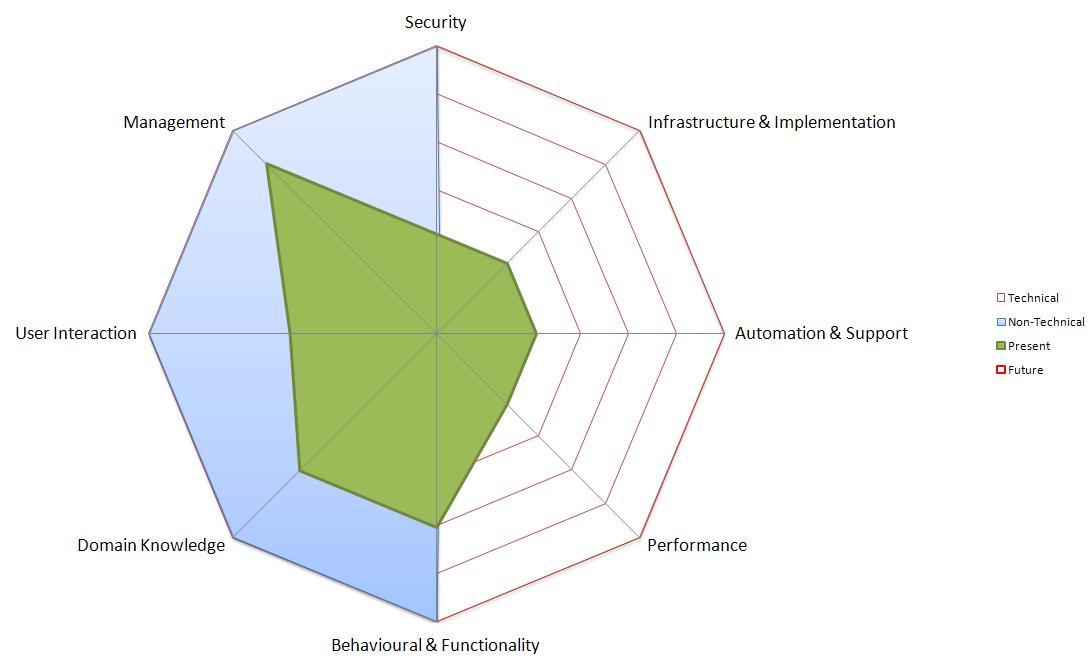 Security
Management
Infrastructure & Implementation
User Interaction
Automation & Support
Technical
Non-Technical
Present
Future
Domain Knowledge
Performance
Behavioural & Functionality